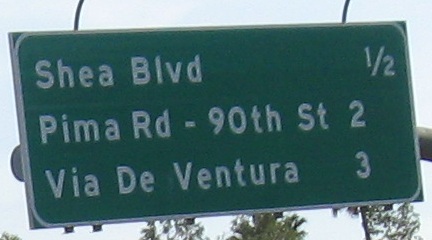 Shea Blvd ½
Pima Rd - 90th St 2
Via De Ventura 3